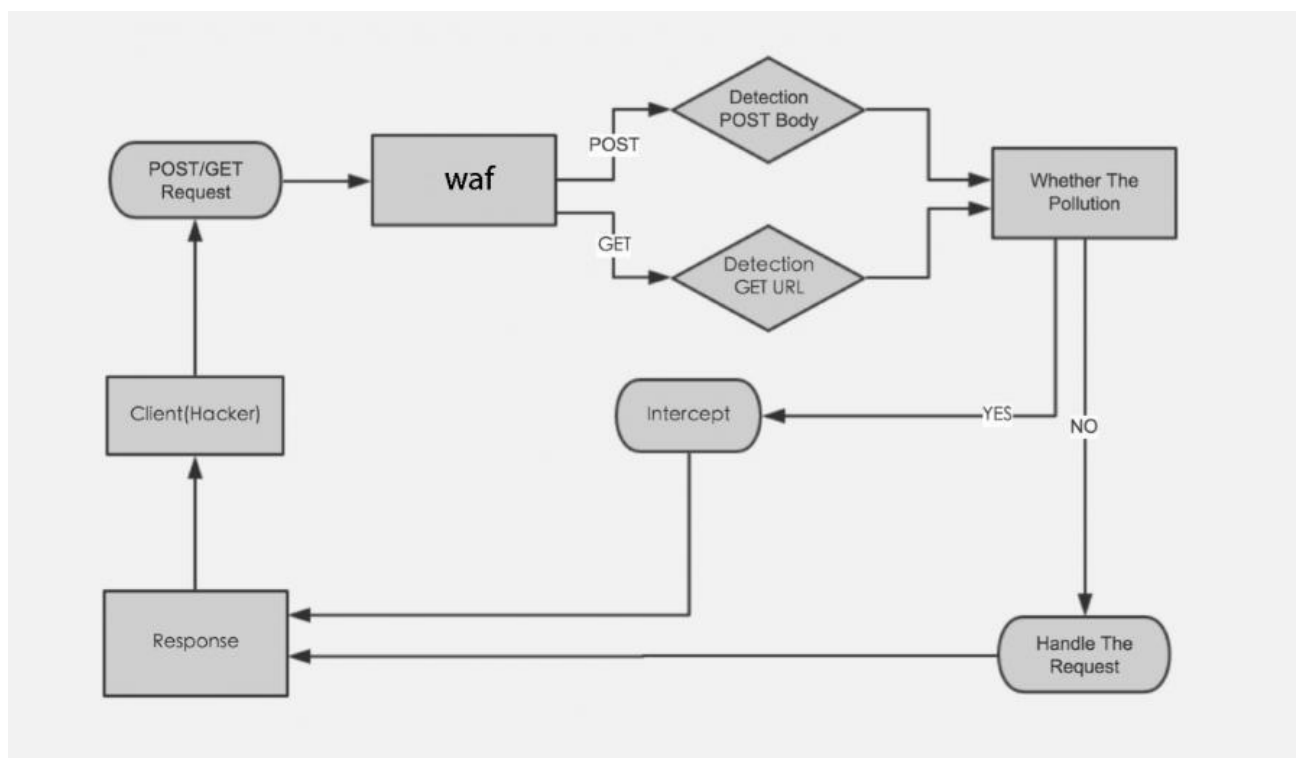 Detection
POST Body
POST
POST/GET
Request
waf
Whether The
Pollution
GET
Detection
GET URL
Client(Hacker)
Intercept
YES
NO
Response
Handle The
Request